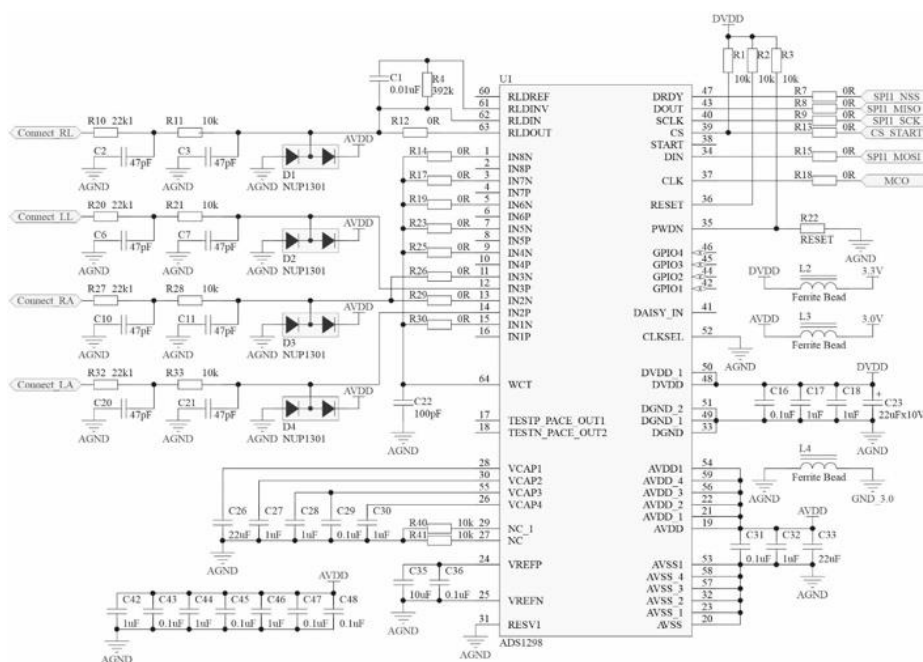 DVDD
U1
R1 R2 R3
10k 10k 10k
C1 0.01uF
R4 392k
60 RLDREF
61 RLDINV
62 RLDIN
63 RLDOUT
R12 0R
DRDY 47 R7 0R SPI1_NSS
DOUT 43 R8 0R SPI1_MISO
SCLK 40 R9 0R SPI1_SCK
CS 39 R13 0R CS_START
START 38
DIN 34 R15 0R SPI1_MOSI
CLK 37 R18 0R MCO
RESET 36
PWDN 35 R22 RESET
AGND
Connect_RL R10 22k1 R11 10k
AVDD
C2 47pF C3 47pF
AGND AGND AGND
D1
NUP1301
Connect_LL R20 22k1 R21 10k
AVDD
C6 47pF C7 47pF
AGND AGND AGND
D2
NUP1301
Connect_RA R27 22k1 R28 10k
AVDD
C10 47pF C11 47pF
AGND AGND AGND
D3
NUP1301
Connect_LA R32 22k1 R33 10k
AVDD
C20 47pF C21 47pF
AGND AGND AGND
D4
NUP1301
R14 0R 1 IN8N
2 IN8P
R17 0R 3 IN7N
4 IN7P
R19 0R 5 IN6N
6 IN6P
R23 0R 7 IN5N
8 IN5P
R25 0R 9 IN4N
10 IN4P
R26 0R 11 IN3N
12 IN3P
R29 0R 13 IN2N
14 IN2P
R30 0R 15 IN1N
16 IN1P
64 WCT
C22
100pF
AGND
17 TESTP_PACE_OUT1
18 TESTN_PACE_OUT2
GPIO4 46
GPIO3 45
GPIO2 44
GPIO1 42
DAISY_IN 41
CLKSEL 52
AGND
DVDD L2 3.3V
Ferrite Bead
AVDD L3 3.0V
Ferrite Bead
DVDD_1 50
DVDD 48
DGND_2 51
DGND_1 49
DGND 33
DVDD
C16 C17 C18 C23
0.1uF 1uF 1uF 22uFx10V
AGND
L4
Ferrite Bead
AGND GND_3.0
28 VCAP1
30 VCAP2
55 VCAP3
26 VCAP4
C26 C27 C28 C29 C30
22uF 1uF 1uF 0.1uF 1uF
AGND
R40 10k 29 NC_1
R41 10k 27 NC
AVDD1 54
AVDD_4 59
AVDD_3 56
AVDD_2 22
AVDD_1 21
AVDD 19
AVDD
C31 C32 C33
0.1uF 1uF 22uF
AGND
24 VREFP
C35 C36
10uF 0.1uF
25 VREFN
AGND
31 RESV1
AGND
AVSS1 53
AVSS_4 58
AVSS_3 57
AVSS_2 32
AVSS_1 23
AVSS 20
ADS1298
AVDD
C42 C43 C44 C45 C46 C47 C48
1uF 0.1uF 1uF 0.1uF 1uF 0.1uF 0.1uF
AGND